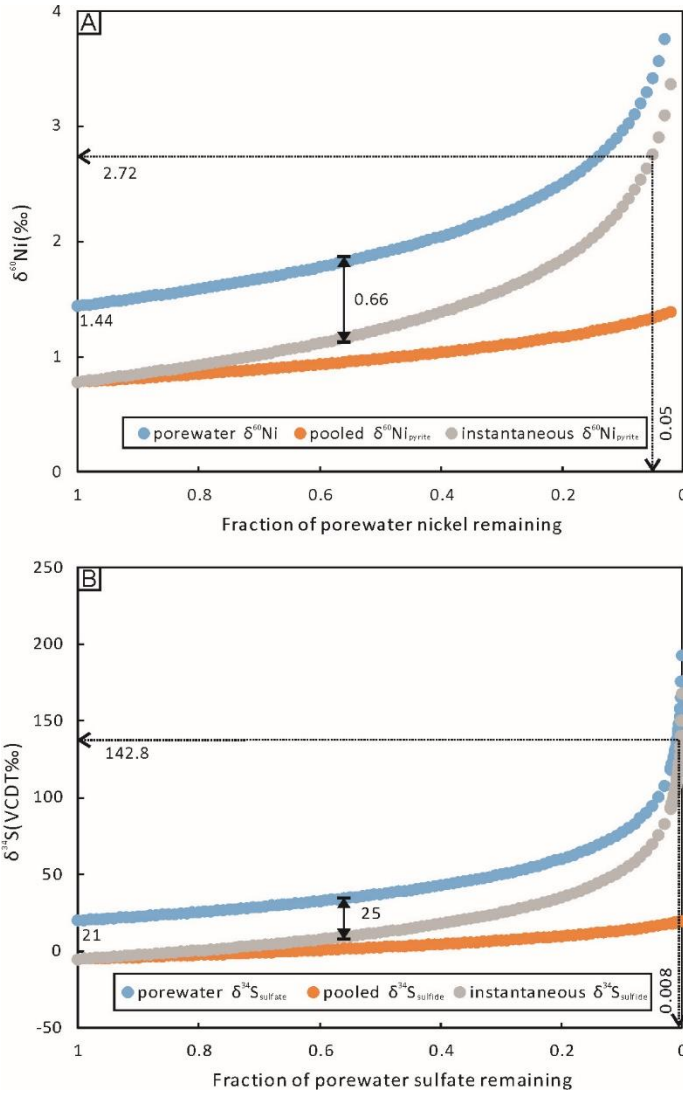 A
4
3
2
1
0
δ⁶⁰Ni(‰)
2.72
1.44
0.66
0.05
porewater δ⁶⁰Ni pooled δ⁶⁰Nipyrite instantaneous δ⁶⁰Nipyrite
1 0.8 0.6 0.4 0.2 0
Fraction of porewater nickel remaining
B
250
200
150
100
50
0
-50
δ³⁴S(VCDT‰)
142.8
21
25
0.008
porewater δ³⁴Ssulfate pooled δ³⁴Ssulfide instantaneous δ³⁴Ssulfide
1 0.8 0.6 0.4 0.2 0
Fraction of porewater sulfate remaining